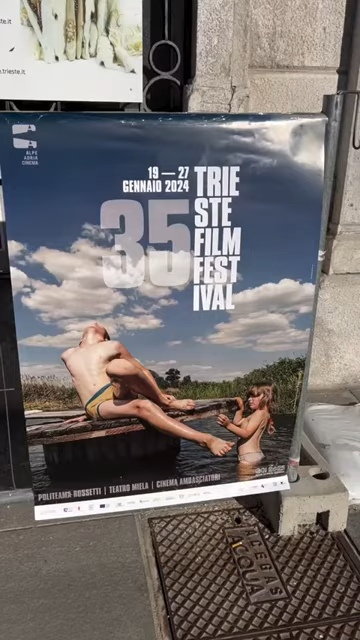 trieste.it
ALPE
ADRIA
CINEMA
19 — 27
GENNAIO 2024
35
TRIE
STE
FILM
FEST
IVAL
POLITEAMA ROSSETTI | TEATRO MIELA | CINEMA AMBASCIATORI
ACQUA